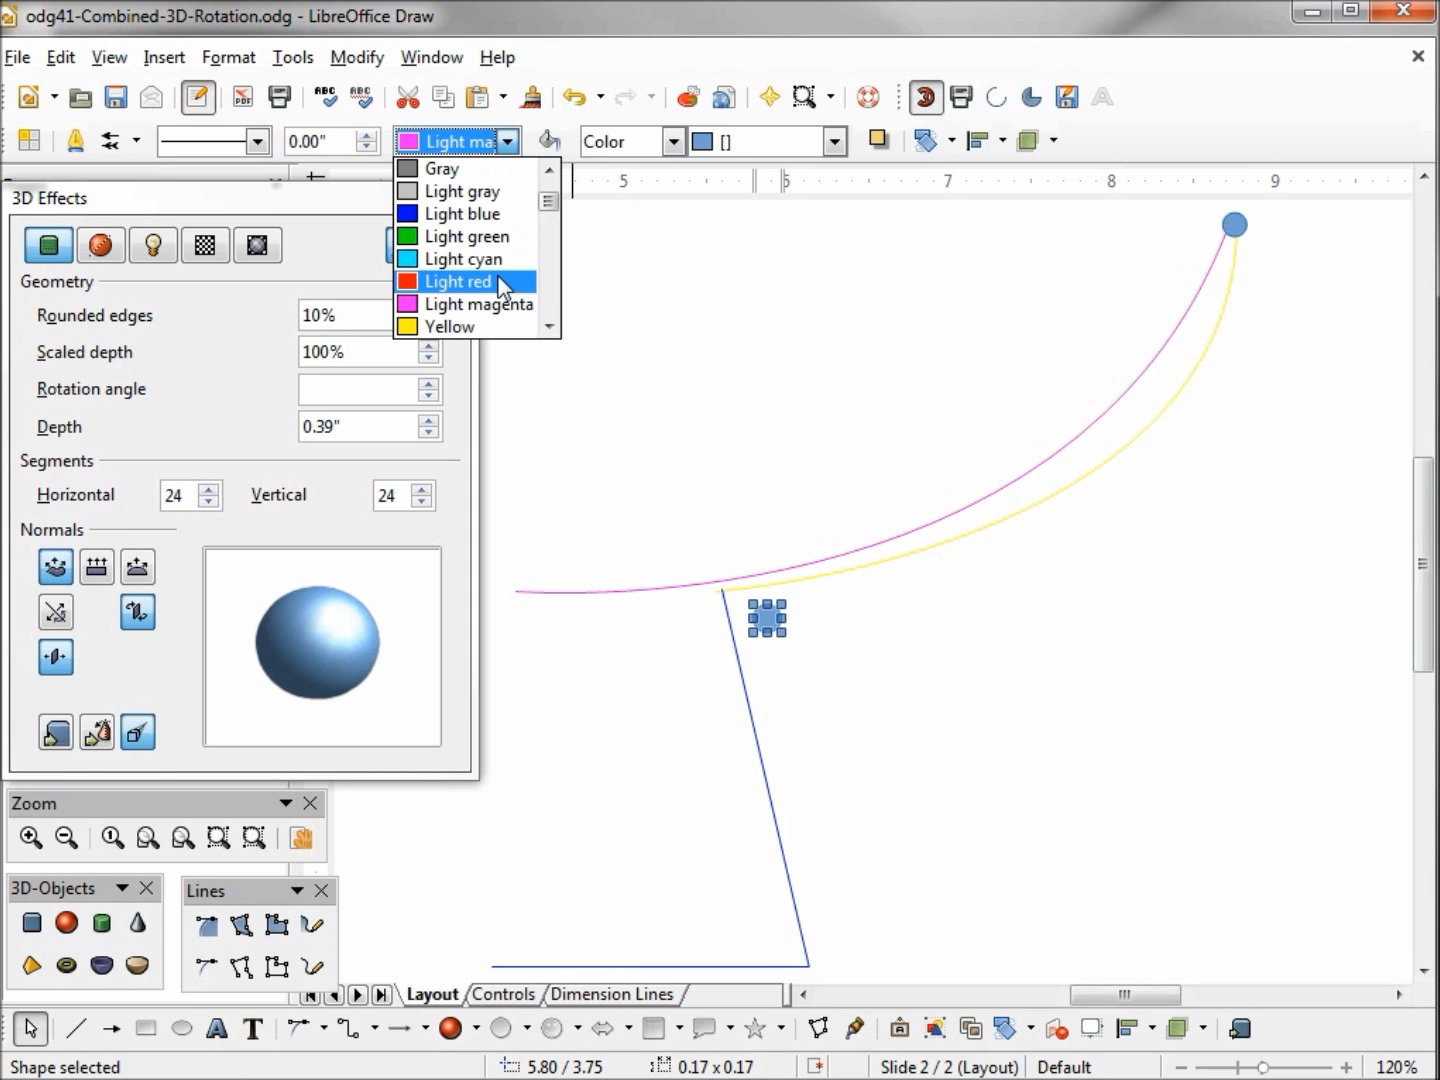 odg41-Combined-3D-Rotation.odg - LibreOffice Draw
File Edit View Insert Format Tools Modify Window Help
PDF ABC ABC
0.00" Light ma Color []
Gray
Light gray
Light blue
Light green
Light cyan
Light red
Light magenta
Yellow
5 6 7 8 9
3D Effects
Geometry
Rounded edges 10%
Scaled depth 100%
Rotation angle
Depth 0.39"
Segments
Horizontal 24 Vertical 24
Normals
Zoom
3D-Objects
Lines
Layout Controls Dimension Lines
Shape selected 5.80 / 3.75 0.17 x 0.17 Slide 2 / 2 (Layout) Default 120%